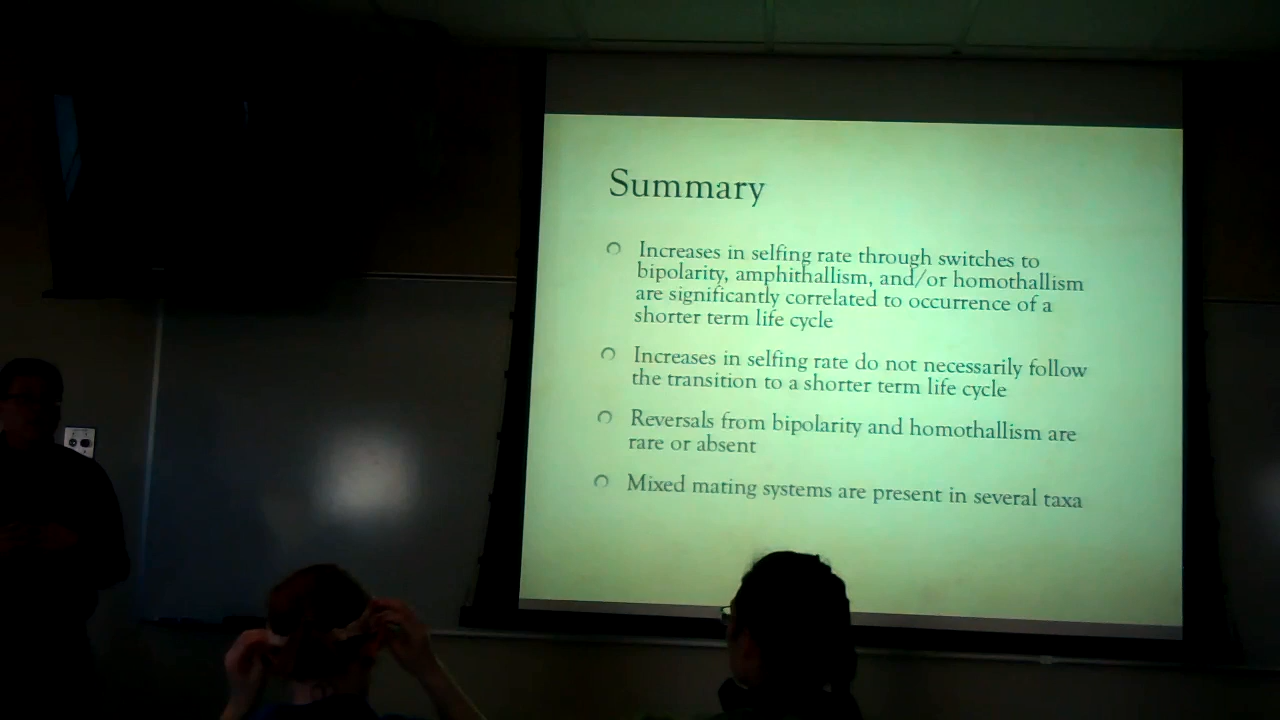 Summary
Increases in selfing rate through switches to
bipolarity, amphithallism, and/or homothallism
are significantly correlated to occurrence of a
shorter term life cycle
Increases in selfing rate do not necessarily follow
the transition to a shorter term life cycle
Reversals from bipolarity and homothallism are
rare or absent
Mixed mating systems are present in several taxa